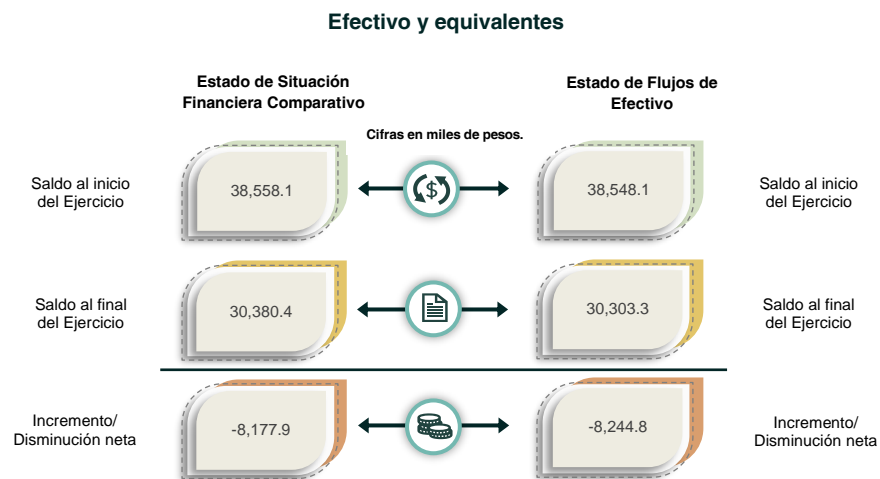 Efectivo y equivalentes
Estado de Situación
Financiera Comparativo
Estado de Flujos de
Efectivo
Cifras en miles de pesos.
Saldo al inicio
del Ejercicio
38,558.1
$
38,548.1
Saldo al inicio
del Ejercicio
Saldo al final
del Ejercicio
30,380.4
30,303.3
Saldo al final
del Ejercicio
Incremento/
Disminución neta
-8,177.9
-8,244.8
Incremento/
Disminución neta